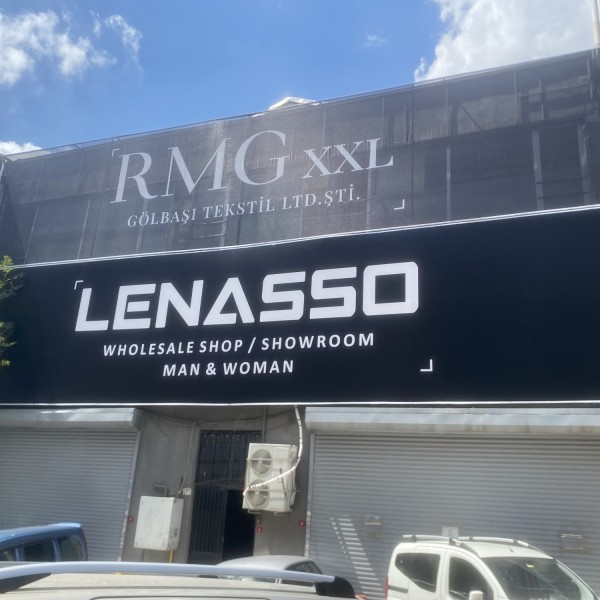 RMG XXL
GÖLBAŞI TEKSTİL LTD.ŞTİ.
LENASSO
WHOLESALE SHOP / SHOWROOM
MAN & WOMAN